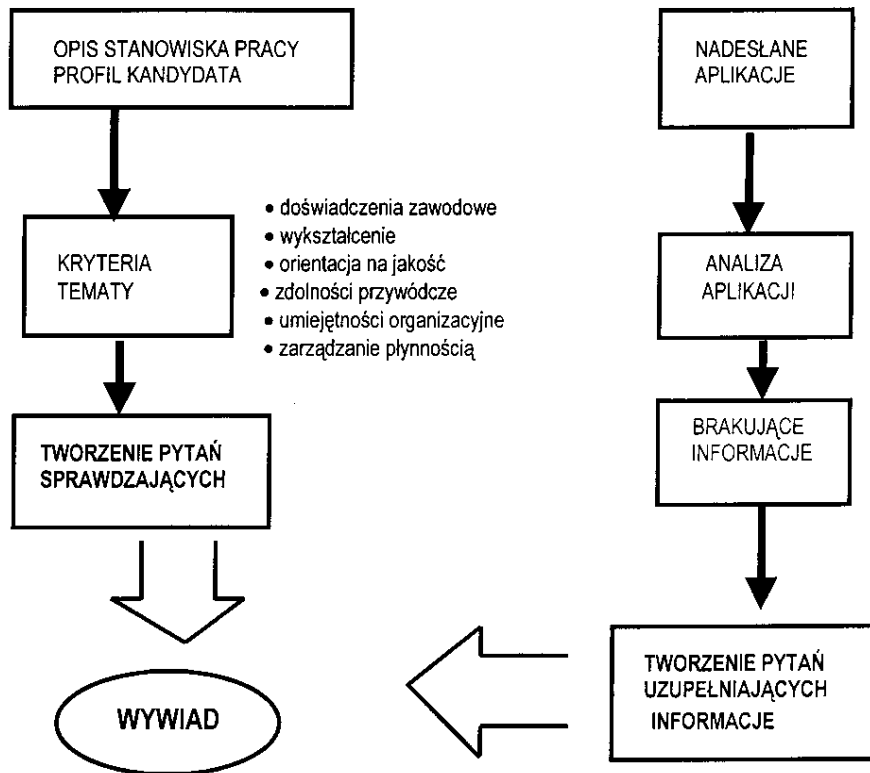 OPIS STANOWISKA PRACY
PROFIL KANDYDATA
KRYTERIA
TEMATY
• doświadczenia zawodowe
• wykształcenie
• orientacja na jakość
• zdolności przywódcze
• umiejętności organizacyjne
• zarządzanie płynnością
TWORZENIE PYTAŃ
SPRAWDZAJĄCYCH
WYWIAD
NADESŁANE
APLIKACJE
ANALIZA
APLIKACJI
BRAKUJĄCE
INFORMACJE
TWORZENIE PYTAŃ
UZUPEŁNIAJĄCYCH
INFORMACJE